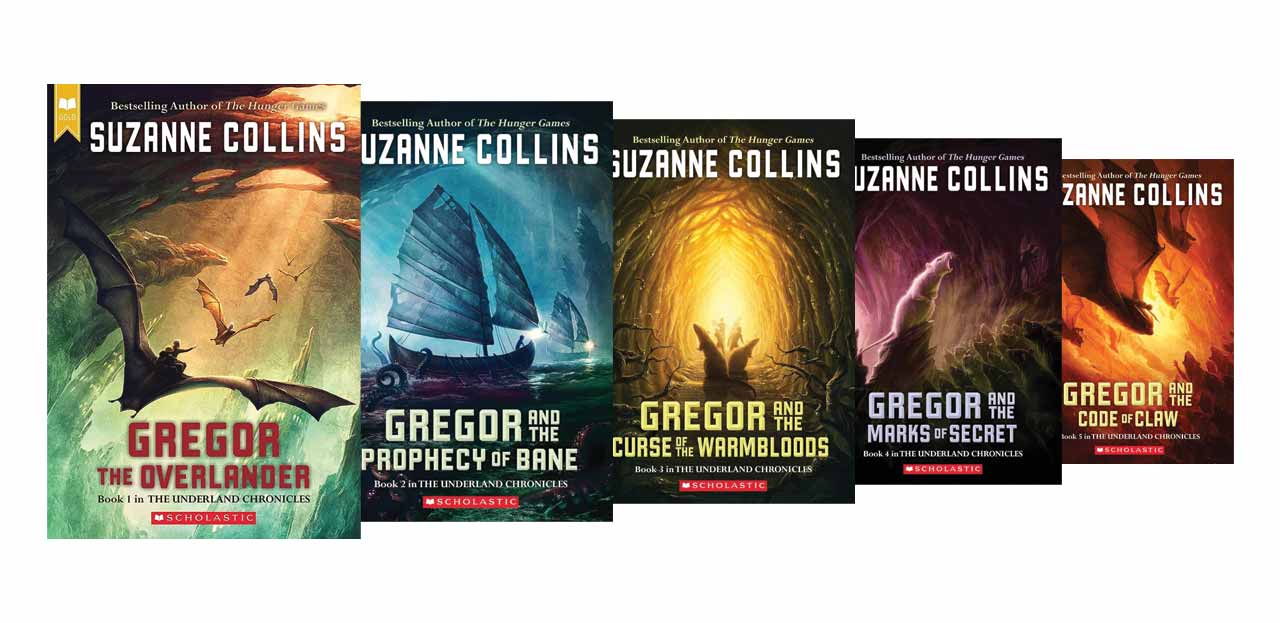 GOLD
Bestselling Author of The Hunger Games
SUZANNE COLLINS
GREGOR
THE OVERLANDER
Book 1 in THE UNDERLAND CHRONICLES
SCHOLASTIC
Bestselling Author of The Hunger Games
UZANNE COLLINS
GREGOR AND THE
PROPHECY OF BANE
Book 2 in THE UNDERLAND CHRONICLES
SCHOLASTIC
Bestselling Author of The Hunger Games
SUZANNE COLLINS
GREGOR AND THE
CURSE OF THE WARMBLOODS
Book 3 in THE UNDERLAND CHRONICLES
SCHOLASTIC
Bestselling Author of The Hunger Games
UZANNE COLLINS
GREGOR AND THE
MARKS OF SECRET
Book 4 in THE UNDERLAND CHRONICLES
SCHOLASTIC
estselling Author of The Hunger Games
ZANNE COLLINS
GREGOR AND THE
CODE OF CLAW
Book 5 in THE UNDERLAND CHRONICLES
SCHOLASTIC